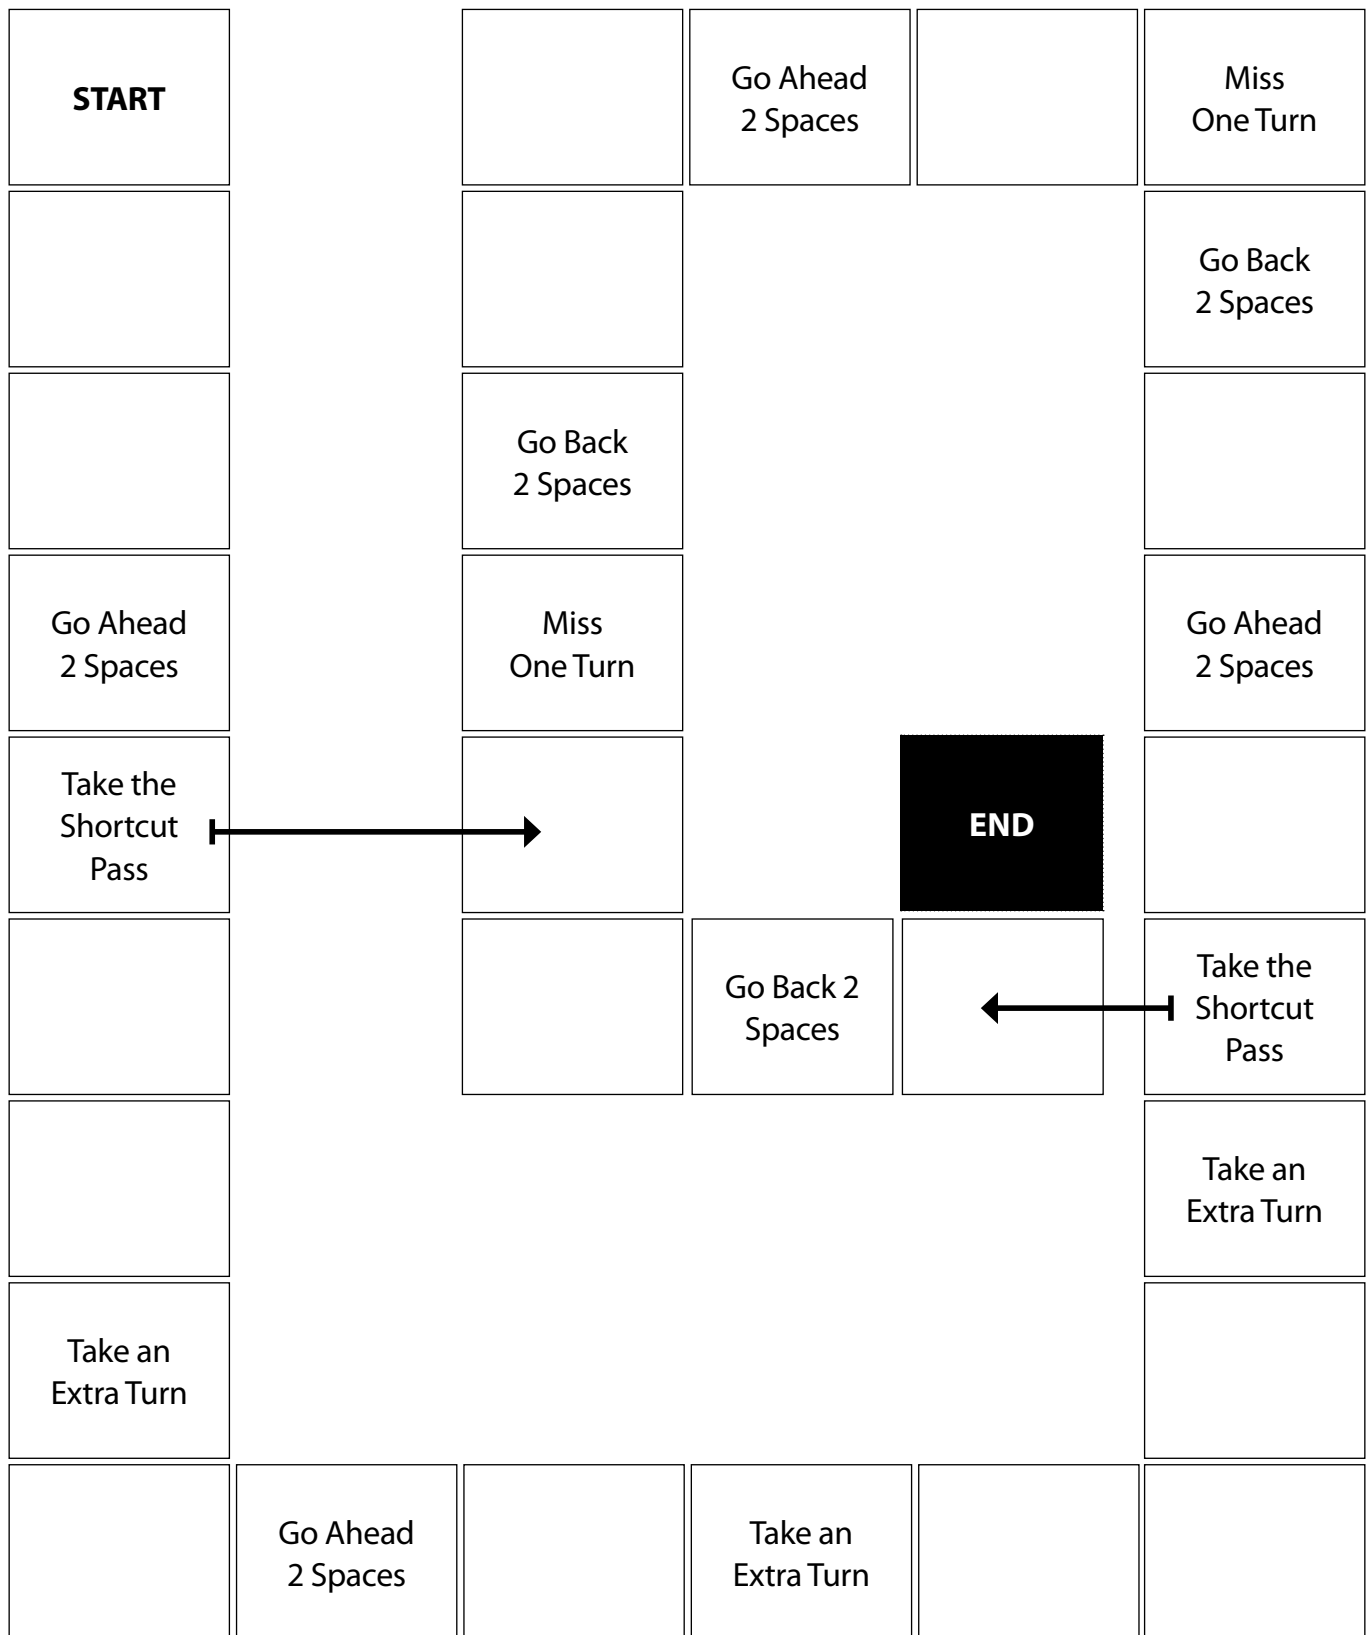 START
Go Ahead
2 Spaces
Miss
One Turn
Go Back
2 Spaces
Go Back
2 Spaces
Go Ahead
2 Spaces
Miss
One Turn
Go Ahead
2 Spaces
Take the
Shortcut
Pass
END
Go Back 2
Spaces
Take the
Shortcut
Pass
Take an
Extra Turn
Take an
Extra Turn
Go Ahead
2 Spaces
Take an
Extra Turn